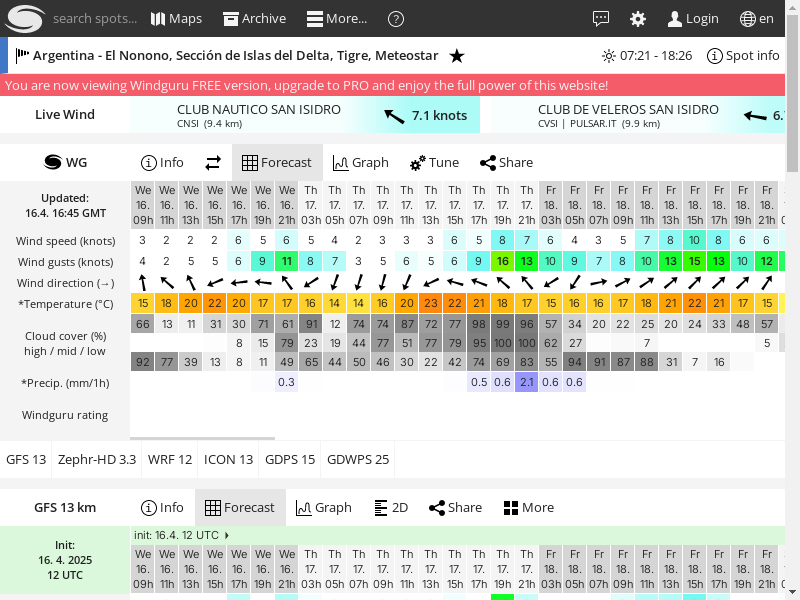 search spots... Maps Archive More... ? Login en
Argentina - El Nonono, Sección de Islas del Delta, Tigre, Meteostar ★ 07:21 - 18:26 Spot info
You are now viewing Windguru FREE version, upgrade to PRO and enjoy the full power of this website!
Live Wind CLUB NAUTICO SAN ISIDRO 7.1 knots CLUB DE VELEROS SAN ISIDRO 6.
CNSI (9.4 km) CVSI | PULSAR.IT (9.9 km)
WG Info Forecast Graph Tune Share
Updated: We We We We We We We Th Th Th Th Th Th Th Th Th Th Fr Fr Fr Fr Fr Fr Fr Fr Fr Fr
16.4. 16:45 GMT 16. 16. 16. 16. 16. 16. 16. 17. 17. 17. 17. 17. 17. 17. 17. 17. 17. 18. 18. 18. 18. 18. 18. 18. 18. 18. 18.
09h 11h 13h 15h 17h 19h 21h 03h 05h 07h 09h 11h 13h 15h 17h 19h 21h 03h 05h 07h 09h 11h 13h 15h 17h 19h 21h
Wind speed (knots) 3 2 2 2 6 5 6 5 4 2 3 3 3 6 5 8 7 6 4 3 5 7 8 10 8 6 6
Wind gusts (knots) 4 2 5 5 6 9 11 8 7 3 5 6 5 6 9 16 13 10 9 7 8 10 13 15 13 10 12
Wind direction (→)
*Temperature (°C) 15 18 20 22 20 17 17 16 14 14 16 20 23 22 21 18 17 15 16 16 17 18 21 22 21 17 15
Cloud cover (%) 66 13 11 31 30 71 61 91 12 74 74 87 72 77 98 99 96 57 34 20 22 25 20 24 33 48 57
high / mid / low 8 15 79 23 19 44 77 51 77 79 95 100 100 62 27 7 5
92 77 39 13 8 11 49 65 44 50 46 30 22 42 74 69 83 55 94 91 87 88 31 7 16
*Precip. (mm/1h) 0.3 0.5 0.6 2.1 0.6 0.6
Windguru rating
GFS 13 Zephr-HD 3.3 WRF 12 ICON 13 GDPS 15 GDWPS 25
GFS 13 km Info Forecast Graph 2D Share More
init: 16.4. 12 UTC
Init: We We We We We We We Th Th Th Th Th Th Th Th Th Th Fr Fr Fr Fr Fr Fr Fr Fr Fr Fr
16. 4. 2025 16. 16. 16. 16. 16. 16. 16. 17. 17. 17. 17. 17. 17. 17. 17. 17. 17. 18. 18. 18. 18. 18. 18. 18. 18. 18. 18.
12 UTC 09h 11h 13h 15h 17h 19h 21h 03h 05h 07h 09h 11h 13h 15h 17h 19h 21h 03h 05h 07h 09h 11h 13h 15h 17h 19h 21h